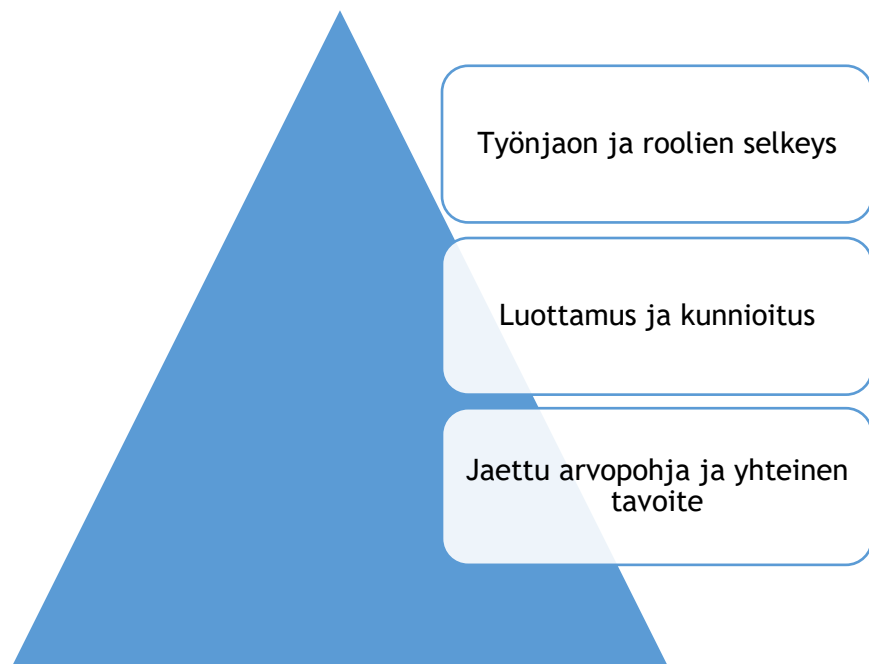 Työnjaon ja roolien selkeys
Luottamus ja kunnioitus
Jaettu arvopohja ja yhteinen
tavoite